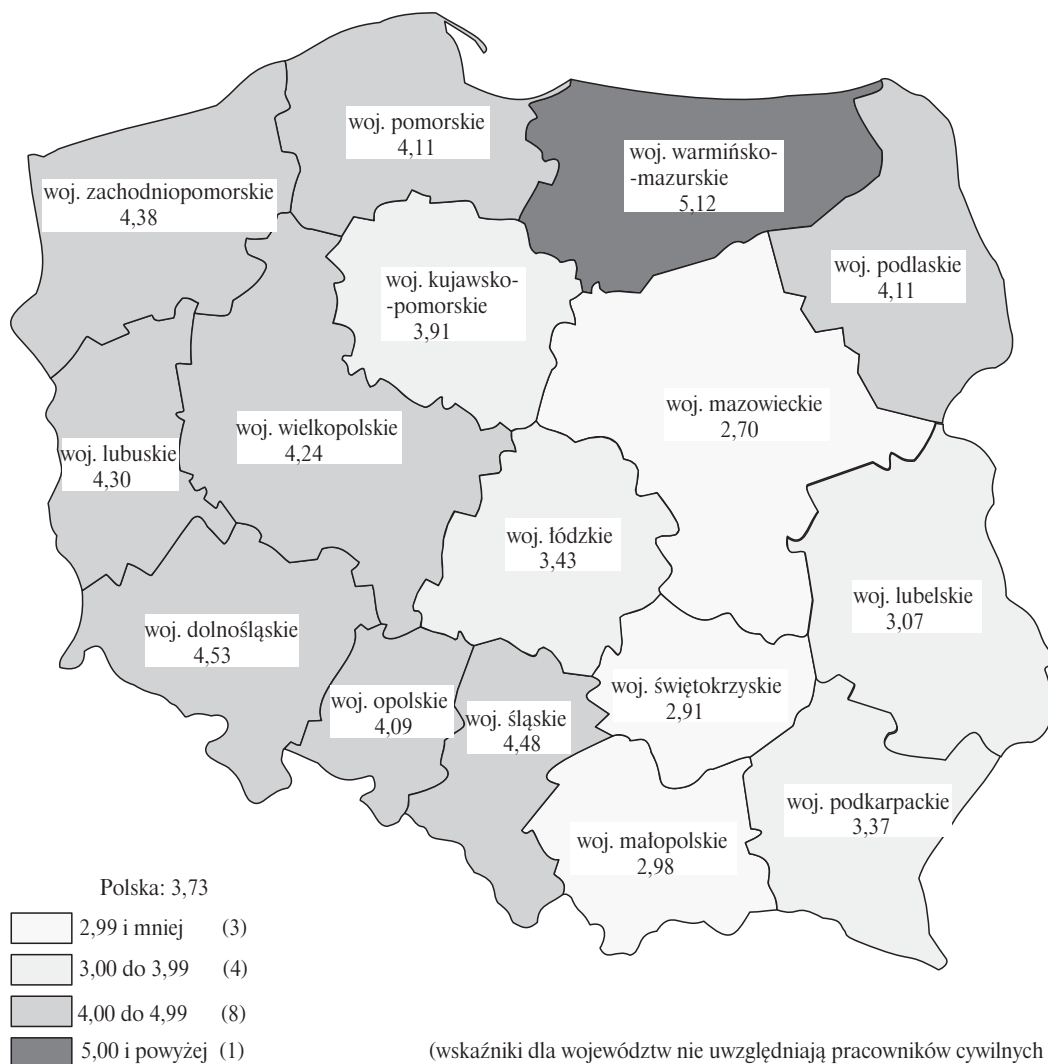 woj. pomorskie
4,11
woj. warmińsko-
-mazurskie
5,12
woj. zachodniopomorskie
4,38
woj. podlaskie
4,11
woj. kujawsko-
-pomorskie
3,91
woj. mazowieckie
2,70
woj. wielkopolskie
4,24
woj. lubuskie
4,30
woj. łódzkie
3,43
woj. lubelskie
3,07
woj. dolnośląskie
4,53
woj. świętokrzyskie
2,91
woj. opolskie
4,09
woj. śląskie
4,48
woj. podkarpackie
3,37
woj. małopolskie
2,98
Polska: 3,73
2,99 i mniej (3)
3,00 do 3,99 (4)
4,00 do 4,99 (8)
5,00 i powyżej (1)
(wskaźniki dla województw nie uwzględniają pracowników cywilnych